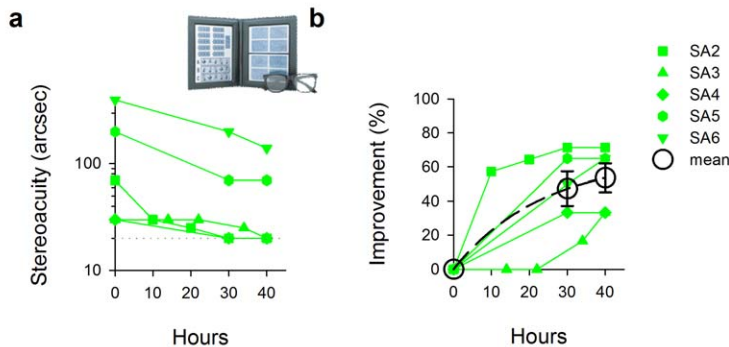 a
b
Stereoacuity (arcsec)
100
10
0 10 20 30 40
Hours
Improvement (%)
100
80
60
40
20
0
0 10 20 30 40
Hours
SA2
SA3
SA4
SA5
SA6
mean